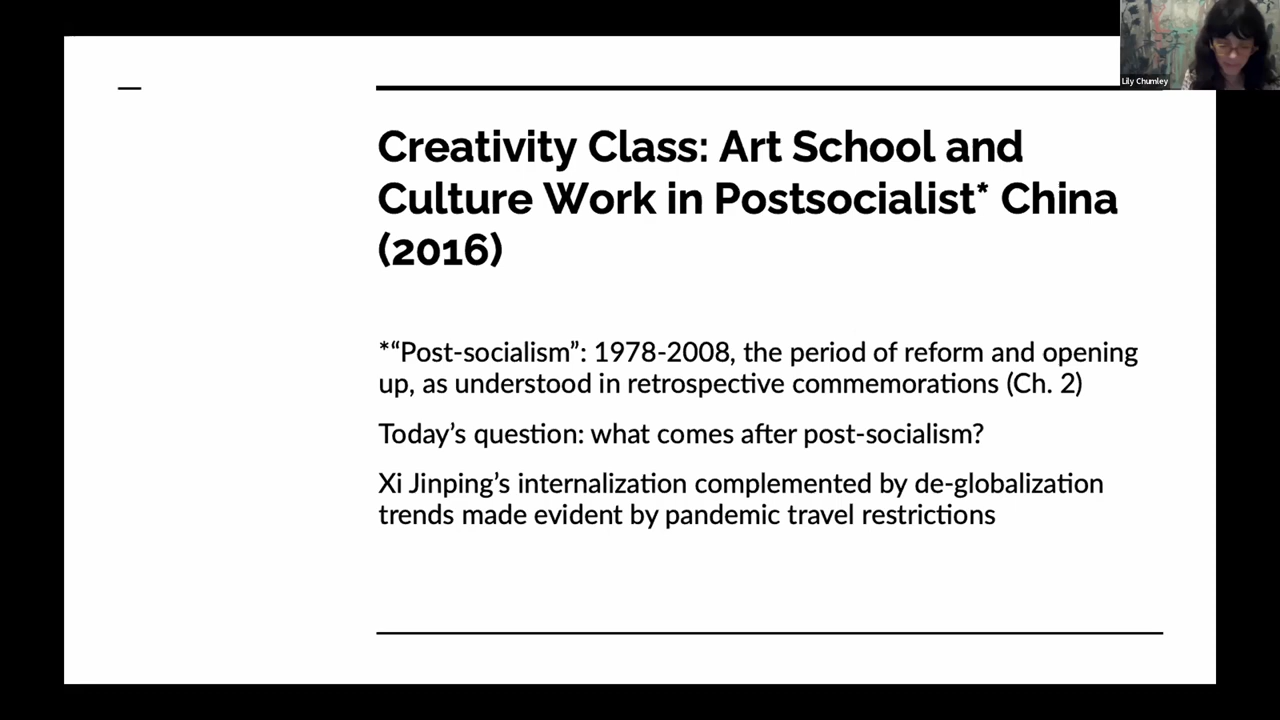 Lily Chumley
Creativity Class: Art School and
Culture Work in Postsocialist* China
(2016)
*“Post-socialism”: 1978-2008, the period of reform and opening
up, as understood in retrospective commemorations (Ch. 2)
Today’s question: what comes after post-socialism?
Xi Jinping’s internalization complemented by de-globalization
trends made evident by pandemic travel restrictions